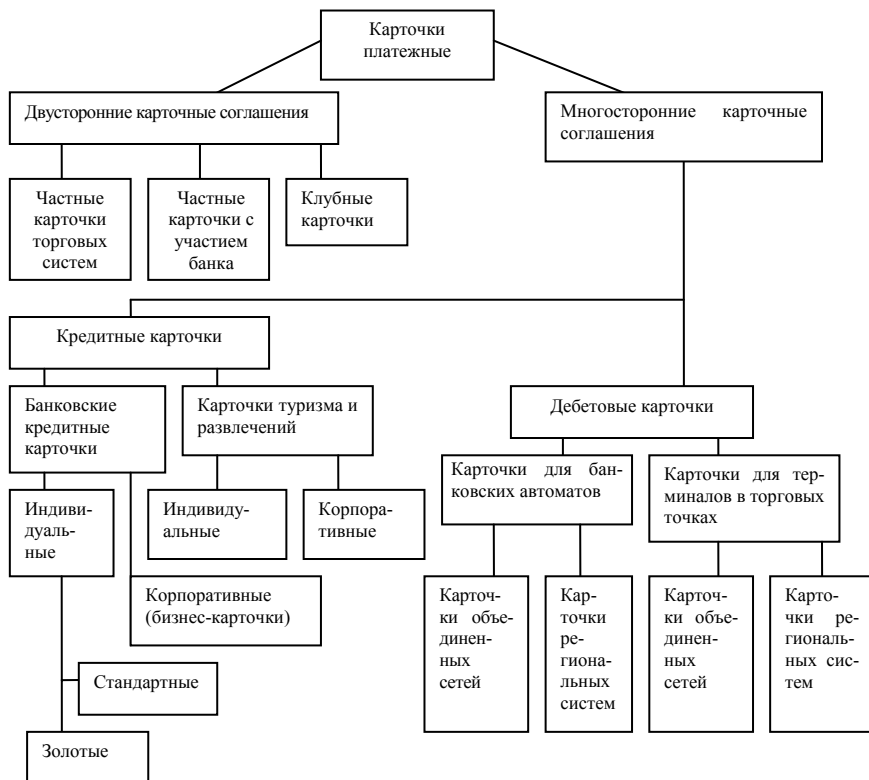 Карточки
платежные
Двусторонние карточные соглашения
Многосторонние карточные
соглашения
Частные
карточки
торговых
систем
Частные
карточки с
участием
банка
Клубные
карточки
Кредитные карточки
Банковские
кредитные
карточки
Карточки туризма и
развлечений
Дебетовые карточки
Индиви-
дуаль-
ные
Индивиду-
альные
Корпора-
тивные
Карточки для бан-
ковских автоматов
Карточки для тер-
миналов в торговых
точках
Корпоративные
(бизнес-карточки)
Карточ-
ки объе-
динен-
ных
сетей
Кар-
точки
ре-
гиональ-
ных
систем
Карточ-
ки объе-
динен-
ных
сетей
Карто-
чки ре-
гиональ-
ных сис-
тем
Стандартные
Золотые